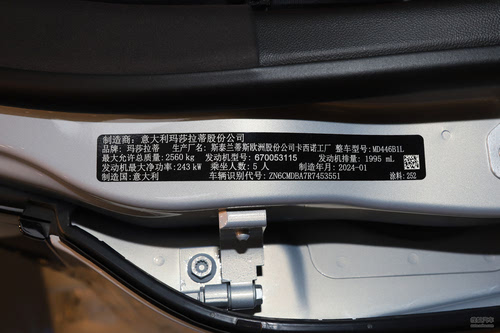 制造商: 意大利玛莎拉蒂股份公司
品牌: 玛莎拉蒂 生产厂名: 斯泰兰蒂斯欧洲股份公司卡西诺工厂 整车型号: MD446B1L
最大允许总质量: 2560 kg 发动机型号: 670053115 发动机排量: 1995 mL
发动机最大净功率: 243 kW 乘坐人数: 5 人 制造年月: 2024-01
制造国: 意大利 车辆识别代号: ZN6CMDBA7R7453551 涂料: 252